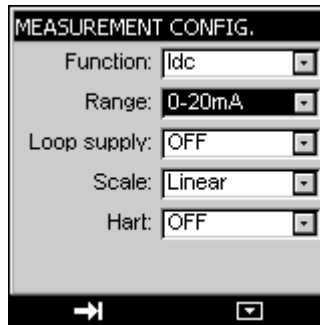 MEASUREMENT CONFIG.
Function: Idc
Range: 0-20mA
Loop supply: OFF
Scale: Linear
Hart: OFF